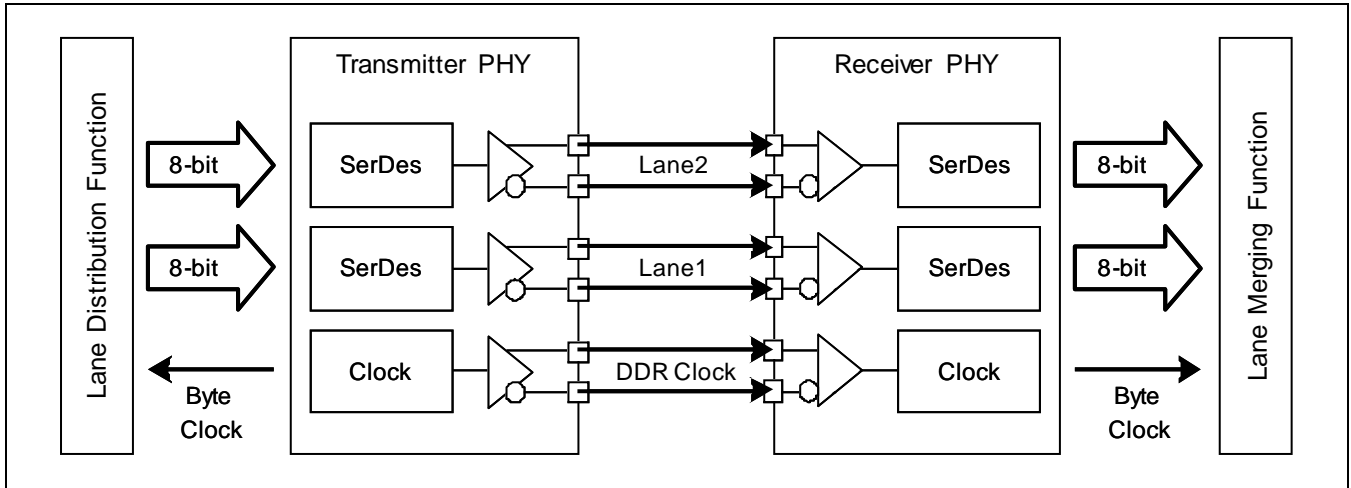 Lane Distribution Function
Transmitter PHY
Receiver PHY
Lane Merging Function
8-bit
SerDes
Lane2
SerDes
8-bit
8-bit
SerDes
Lane1
SerDes
8-bit
Byte
Clock
Clock
DDR Clock
Clock
Byte
Clock